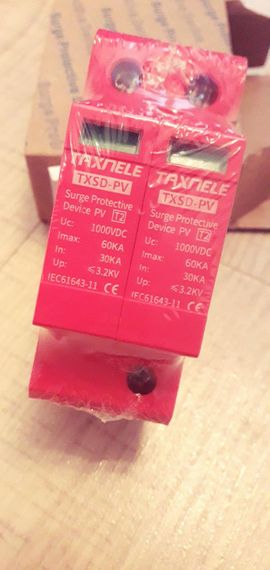 Surge Protective
TAXNELE
TXSD-PV
Surge Protective
Device PV T2
Uc: 1000VDC
Imax: 60KA
In: 30KA
Up: ≤3.2KV
IEC61643-11 CE
TAXNELE
TXSD-PV
Surge Protective
Device PV T2
Uc: 1000VDC
Imax: 60KA
In: 30KA
Up: ≤3.2KV
IEC61643-11 CE